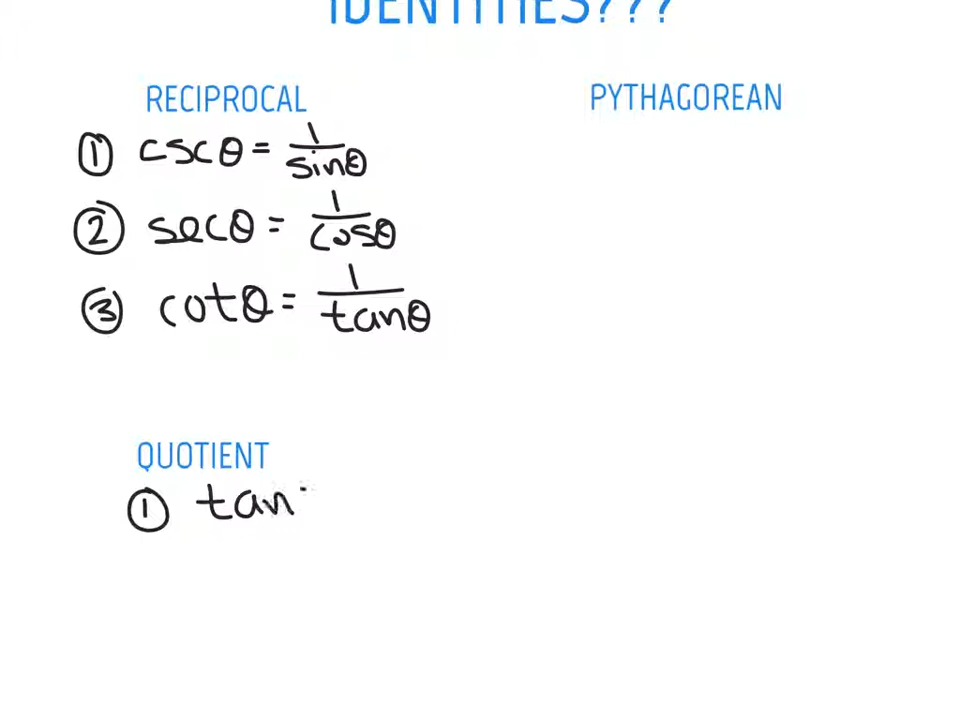 IDENTITIES???
RECIPROCAL
① cscθ = 1/sinθ
② secθ = 1/cosθ
③ cotθ = 1/tanθ
QUOTIENT
① tan
PYTHAGOREAN